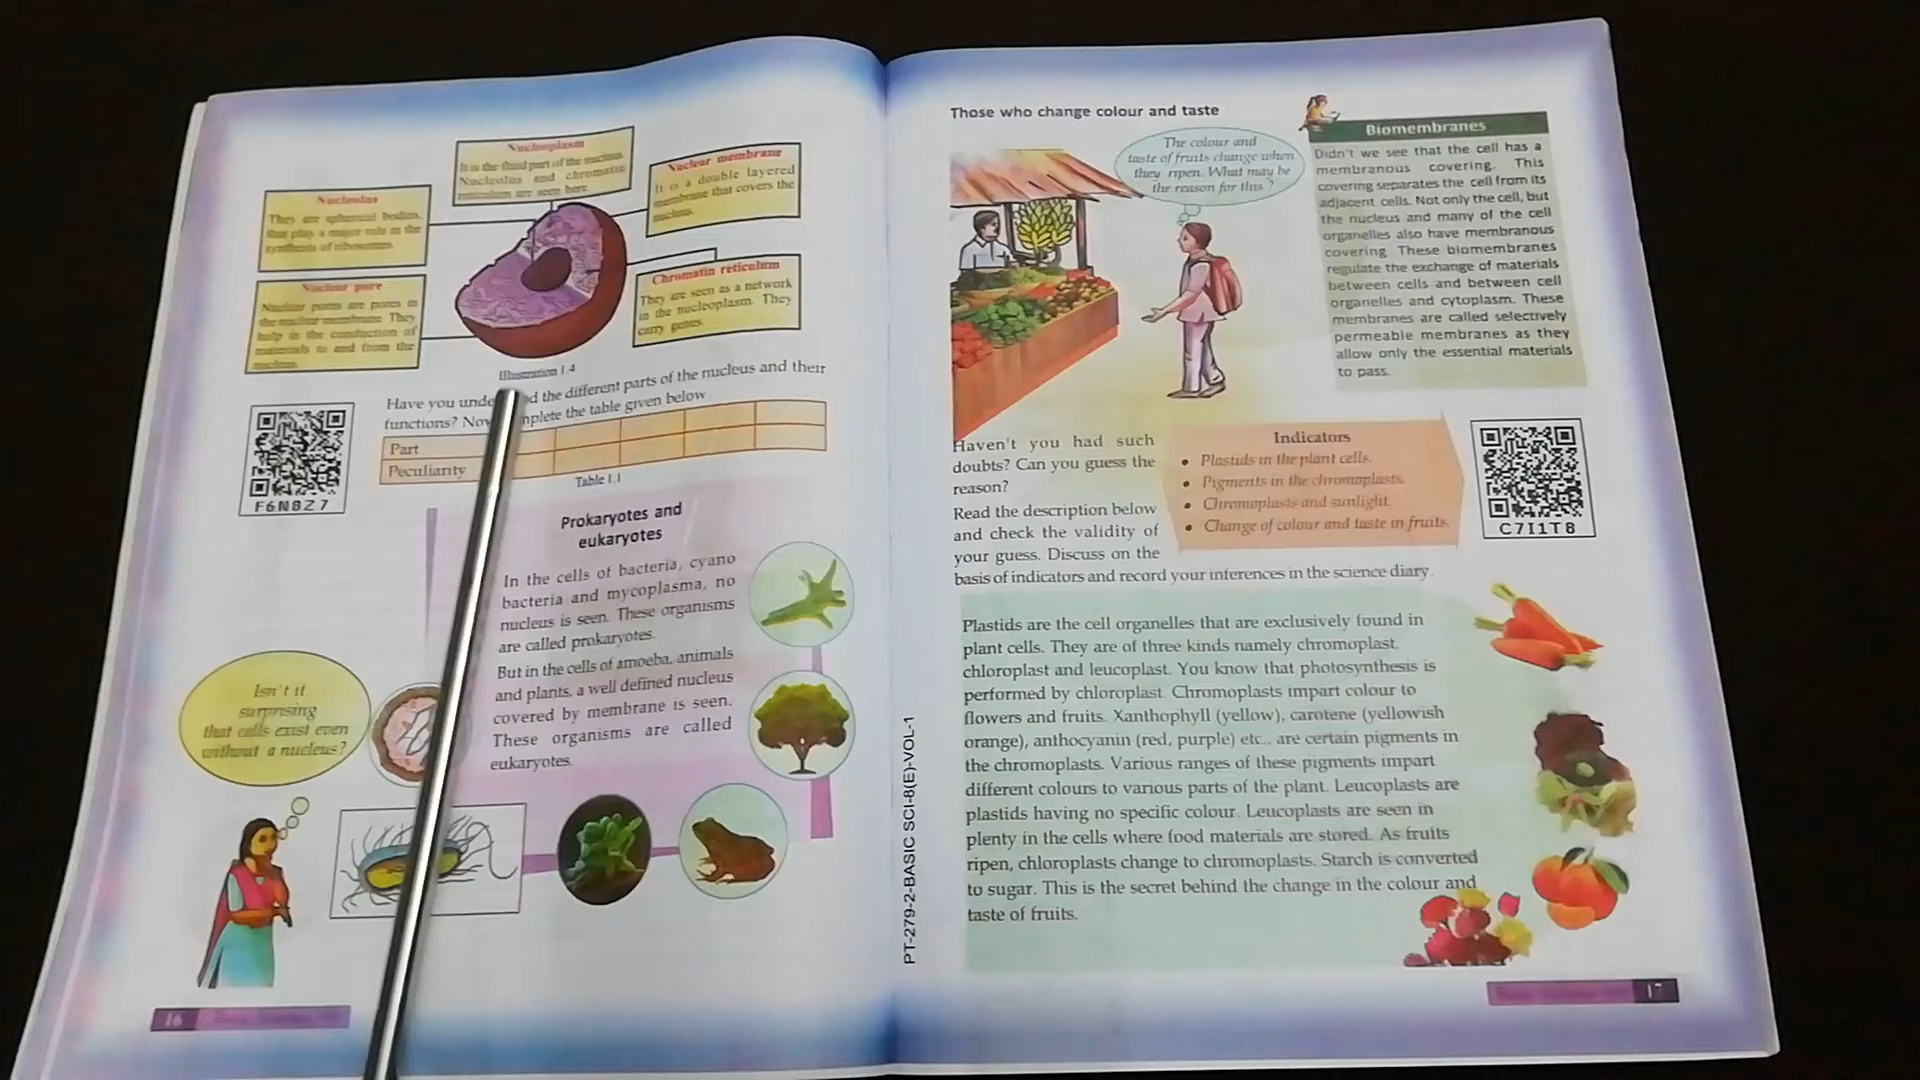 Nucleoplasm
It is the fluid part of the nucleus.
Nucleolus and chromatin
reticulum are seen here.
Nuclear membrane
It is a double layered
membrane that covers the
nucleus.
Nucleolus
They are spherical bodies,
that play a major role in the
synthesis of ribosomes.
Nuclear pore
Nuclear pores are pores in
the nuclear membrane. They
help in the conduction of
materials to and from the
nucleus.
Chromatin reticulum
They are seen as a network
in the nucleoplasm. They
carry genes.
Illustration 1.4
Have you the different parts of the nucleus and their
functions? the table given below
Part
Peculiarity
Table 1.1
F6N8Z7
Prokaryotes and
eukaryotes
In the cells of bacteria, cyano
bacteria and mycoplasma, no
nucleus is seen. These organisms
are called prokaryotes.
But in the cells of amoeba, animals
and plants, a well defined nucleus
covered by membrane is seen.
These organisms are called
eukaryotes.
Isn't it
surprising
that cells exist even
without a nucleus?
16
Those who change colour and taste
The colour and
taste of fruits change when
they ripen. What may be
the reason for this?
Biomembranes
Didn't we see that the cell has a
membranous covering. This
covering separates the cell from its
adjacent cells. Not only the cell, but
the nucleus and many of the cell
organelles also have membranous
covering. These biomembranes
regulate the exchange of materials
between cells and between cell
organelles and cytoplasm. These
membranes are called selectively
permeable membranes as they
allow only the essential materials
to pass.
Haven't you had such
doubts? Can you guess the
reason?
Read the description below
and check the validity of
your guess. Discuss on the
basis of indicators and record your inferences in the science diary.
Indicators
• Plastids in the plant cells.
• Pigments in the chromoplasts.
• Chromoplasts and sunlight.
• Change of colour and taste in fruits.
C7I1T8
Plastids are the cell organelles that are exclusively found in
plant cells. They are of three kinds namely chromoplast,
chloroplast and leucoplast. You know that photosynthesis is
performed by chloroplast. Chromoplasts impart colour to
flowers and fruits. Xanthophyll (yellow), carotene (yellowish
orange), anthocyanin (red, purple) etc., are certain pigments in
the chromoplasts. Various ranges of these pigments impart
different colours to various parts of the plant. Leucoplasts are
plastids having no specific colour. Leucoplasts are seen in
plenty in the cells where food materials are stored. As fruits
ripen, chloroplasts change to chromoplasts. Starch is converted
to sugar. This is the secret behind the change in the colour and
taste of fruits.
PT-279-2-BASIC SCI-8(E)-VOL-1
17